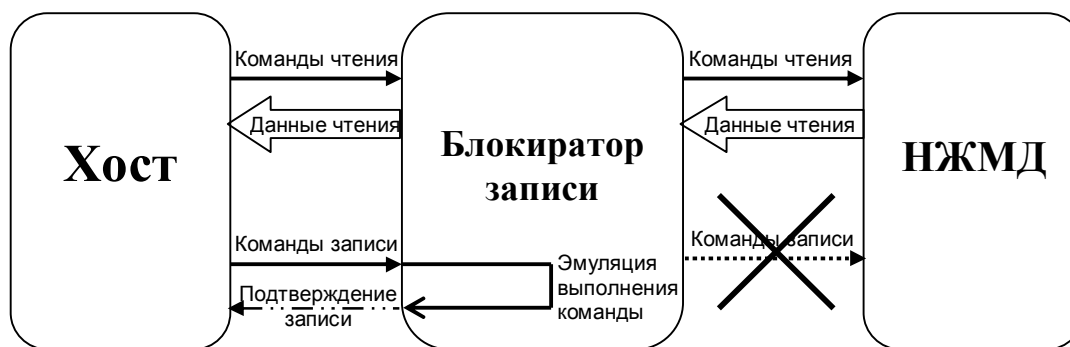 Хост
Команды чтения
Данные чтения
Команды записи
Подтверждение
записи
Блокиратор
записи
Эмуляция
выполнения
команды
Команды чтения
Данные чтения
Команды записи
НЖМД